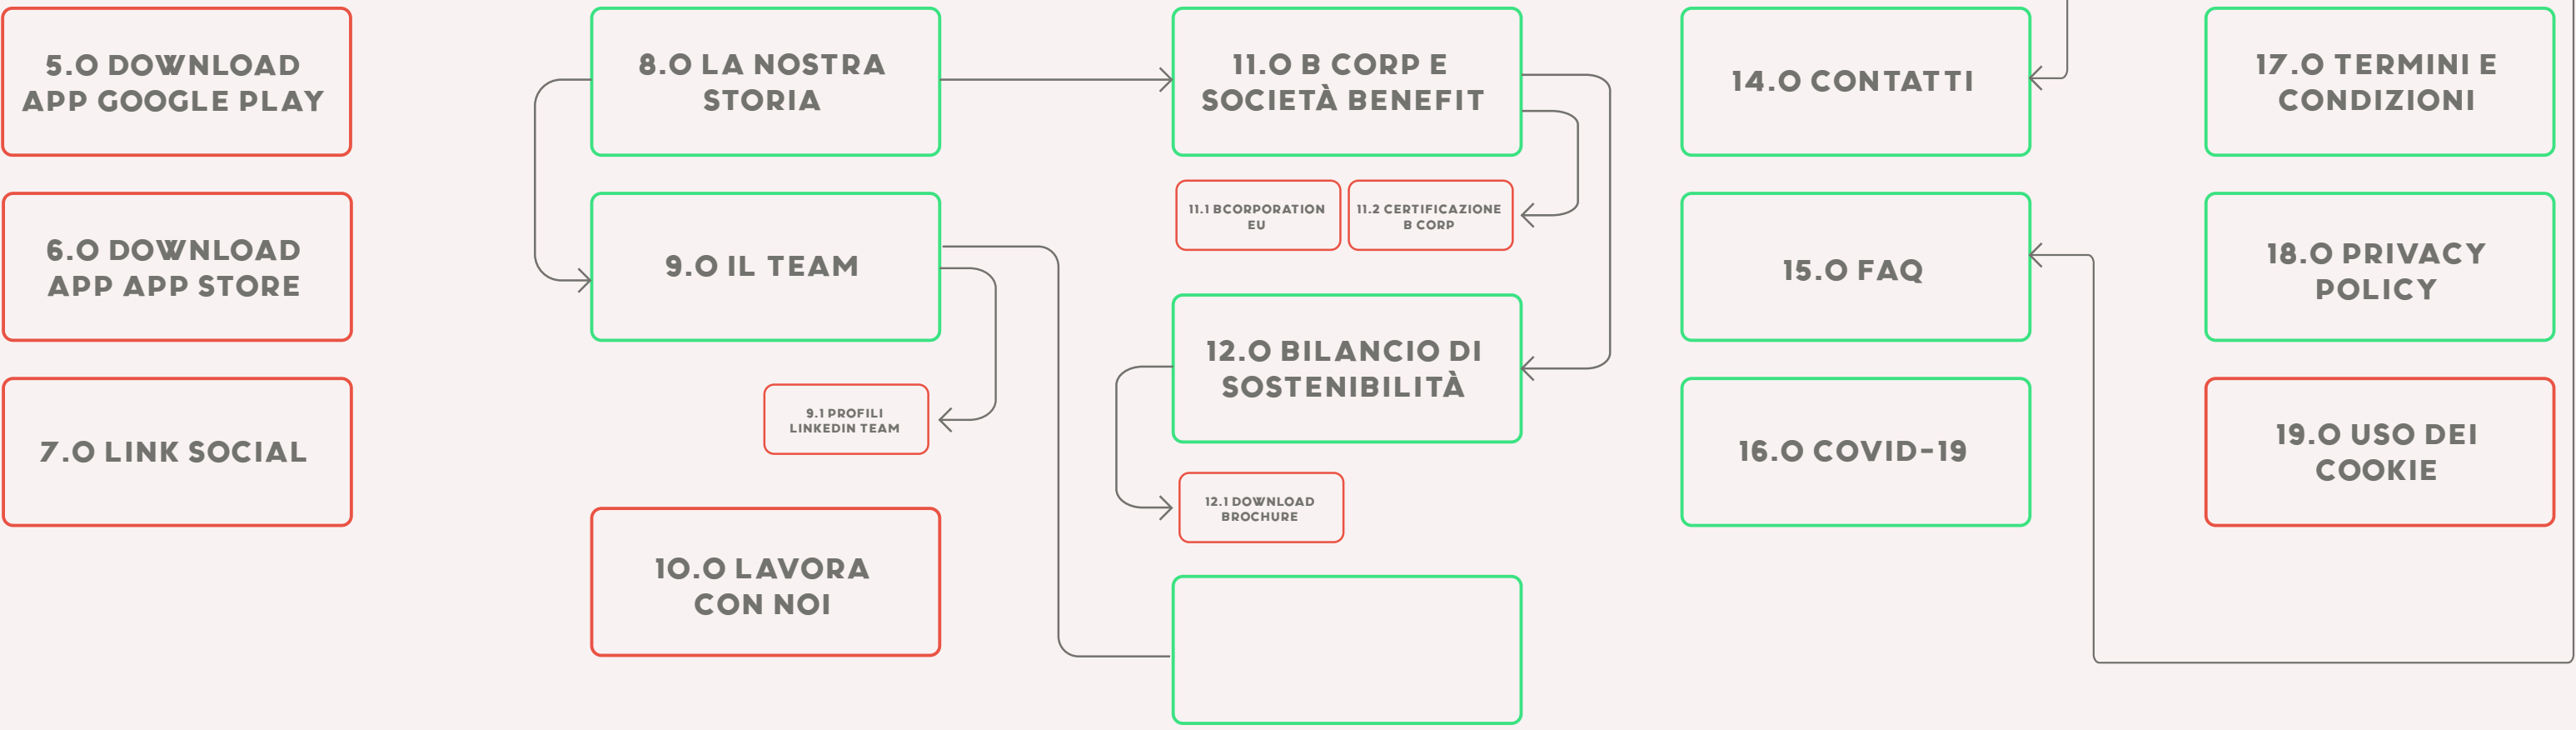 5.0 DOWNLOAD
APP GOOGLE PLAY
6.0 DOWNLOAD
APP APP STORE
7.0 LINK SOCIAL
8.0 LA NOSTRA
STORIA
9.0 IL TEAM
9.1 PROFILI
LINKEDIN TEAM
10.0 LAVORA
CON NOI
11.0 B CORP E
SOCIETÀ BENEFIT
11.1 BCORPORATION
EU
11.2 CERTIFICAZIONE
B CORP
12.0 BILANCIO DI
SOSTENIBILITÀ
12.1 DOWNLOAD
BROCHURE
14.0 CONTATTI
15.0 FAQ
16.0 COVID-19
17.0 TERMINI E
CONDIZIONI
18.0 PRIVACY
POLICY
19.0 USO DEI
COOKIE